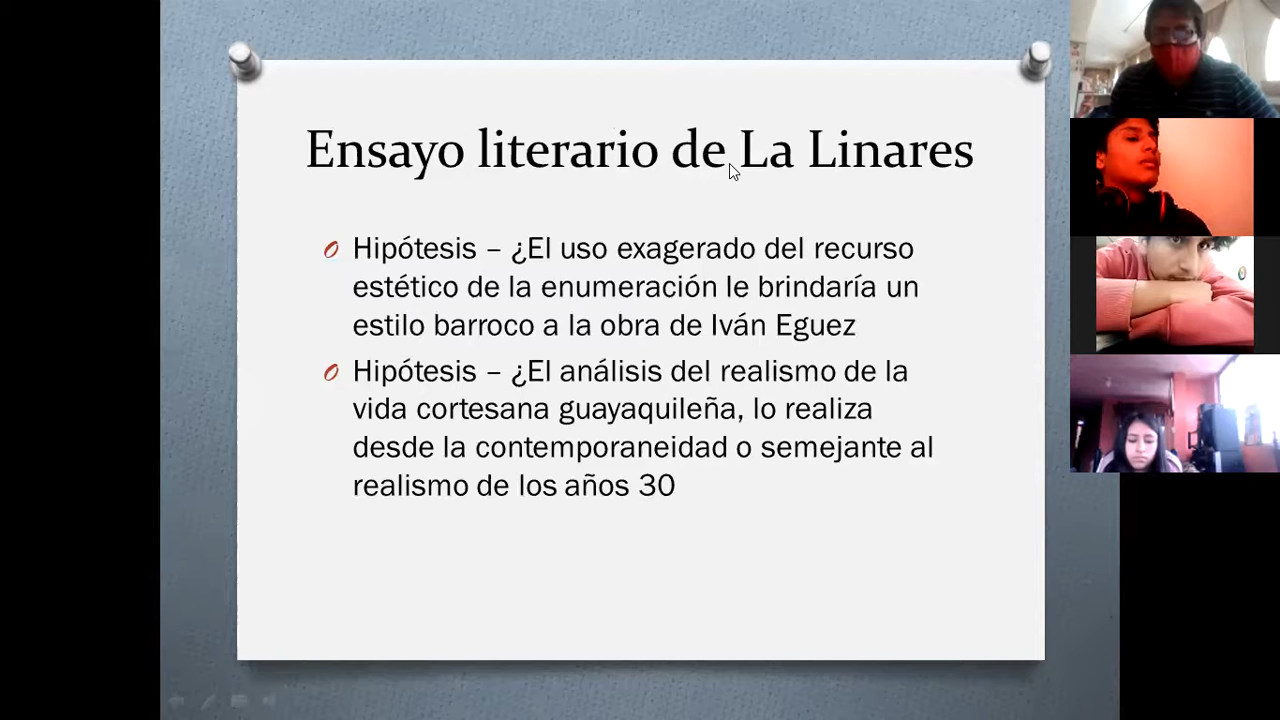 Ensayo literario de La Linares
Hipótesis – ¿El uso exagerado del recurso
estético de la enumeración le brindaría un
estilo barroco a la obra de Iván Eguez
Hipótesis – ¿El análisis del realismo de la
vida cortesana guayaquileña, lo realiza
desde la contemporaneidad o semejante al
realismo de los años 30